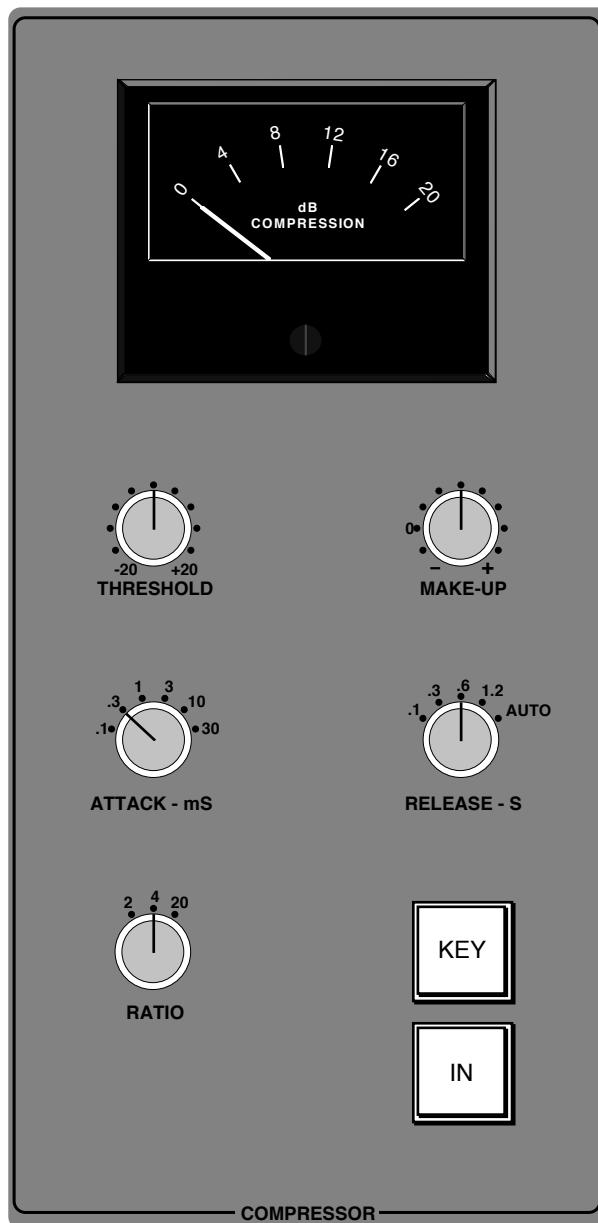 0 4 8 12 16 20
dB
COMPRESSION
0
-20 +20
– +
THRESHOLD MAKE-UP
.1 .3 1 3 10 30
.1 .3 .6 1.2 AUTO
ATTACK - mS RELEASE - S
2 4 20
KEY
RATIO
IN
COMPRESSOR